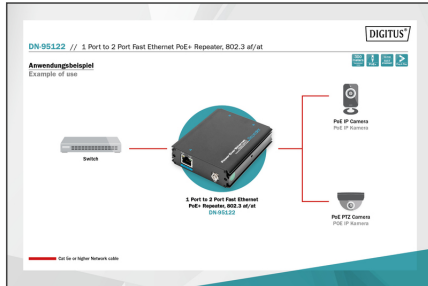 DIGITUS®
DN-95122 // 1 Port to 2 Port Fast Ethernet PoE+ Repeater, 802.3 af/at
Anwendungsbeispiel
Example of use
PoE IP Camera
PoE IP Kamera
Switch
1 Port to 2 Port Fast Ethernet
PoE+ Repeater, 802.3 af/at
DN-95122
PoE PTZ Camera
POE IP Kamera
Cat 5e or higher Network cable